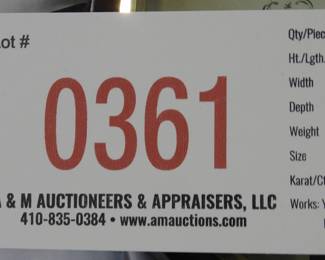 Lot #
0361
& M AUCTIONEERS & APPRAISERS, LLC
410-835-0384 • www.amauctions.com
Qty/Piec
Ht./Lgth.
Width
Depth
Weight
Size
Karat/Ct
Works: Y